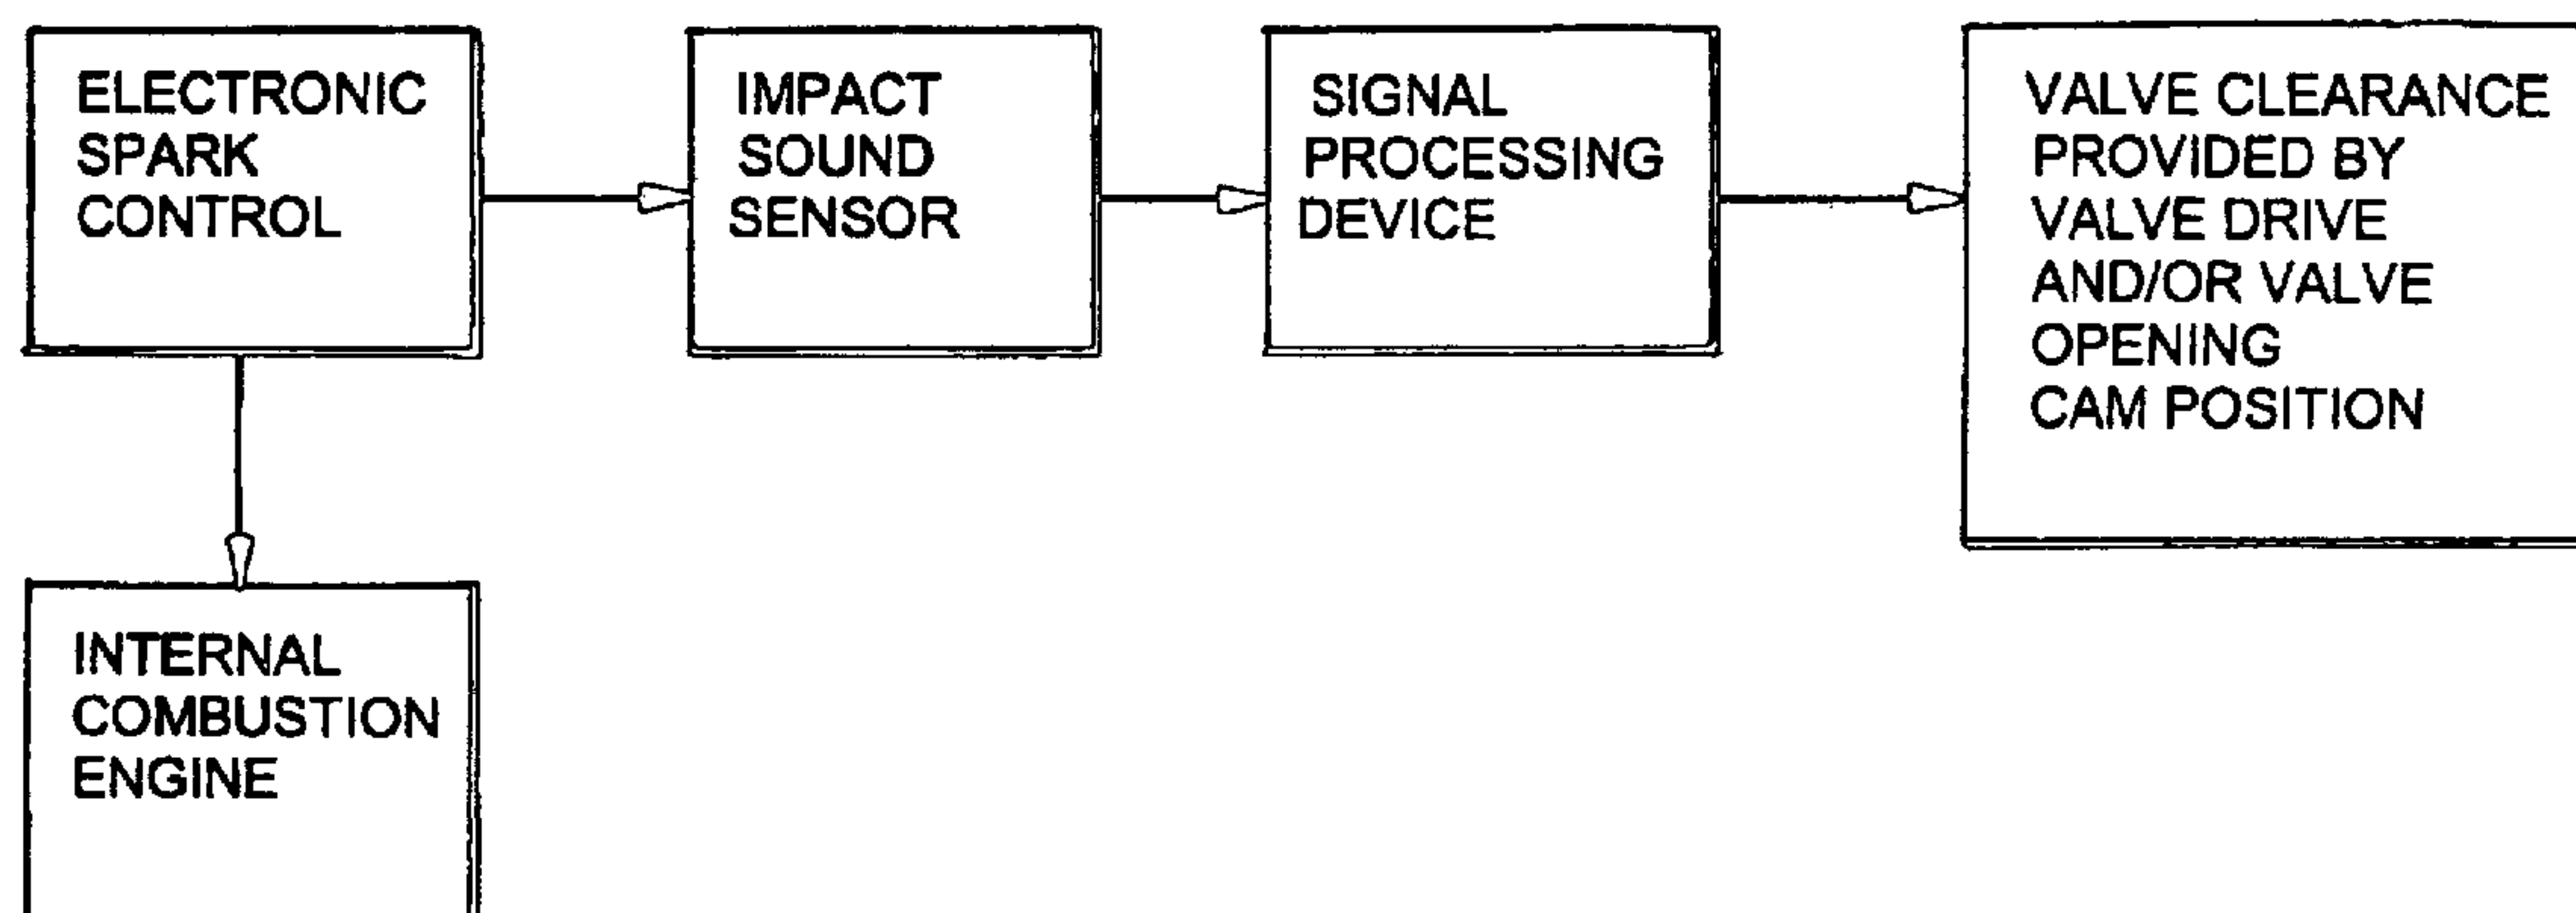 ELECTRONIC
SPARK
CONTROL
IMPACT
SOUND
SENSOR
SIGNAL
PROCESSING
DEVICE
VALVE CLEARANCE
PROVIDED BY
VALVE DRIVE
AND/OR VALVE
OPENING
CAM POSITION
INTERNAL
COMBUSTION
ENGINE